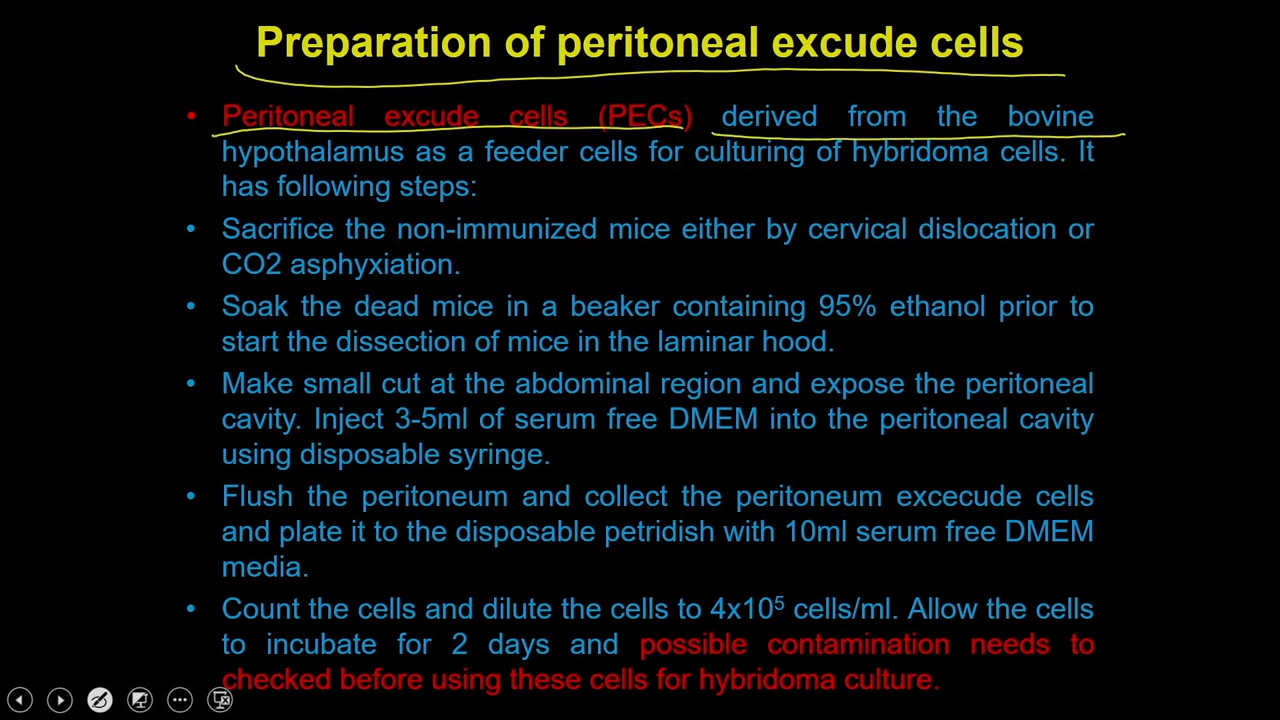 Preparation of peritoneal excude cells
• Peritoneal excude cells (PECs) derived from the bovine
hypothalamus as a feeder cells for culturing of hybridoma cells. It
has following steps:
• Sacrifice the non-immunized mice either by cervical dislocation or
CO2 asphyxiation.
• Soak the dead mice in a beaker containing 95% ethanol prior to
start the dissection of mice in the laminar hood.
• Make small cut at the abdominal region and expose the peritoneal
cavity. Inject 3-5ml of serum free DMEM into the peritoneal cavity
using disposable syringe.
• Flush the peritoneum and collect the peritoneum excecude cells
and plate it to the disposable petridish with 10ml serum free DMEM
media.
• Count the cells and dilute the cells to 4x10⁵ cells/ml. Allow the cells
to incubate for 2 days and possible contamination needs to
checked before using these cells for hybridoma culture.